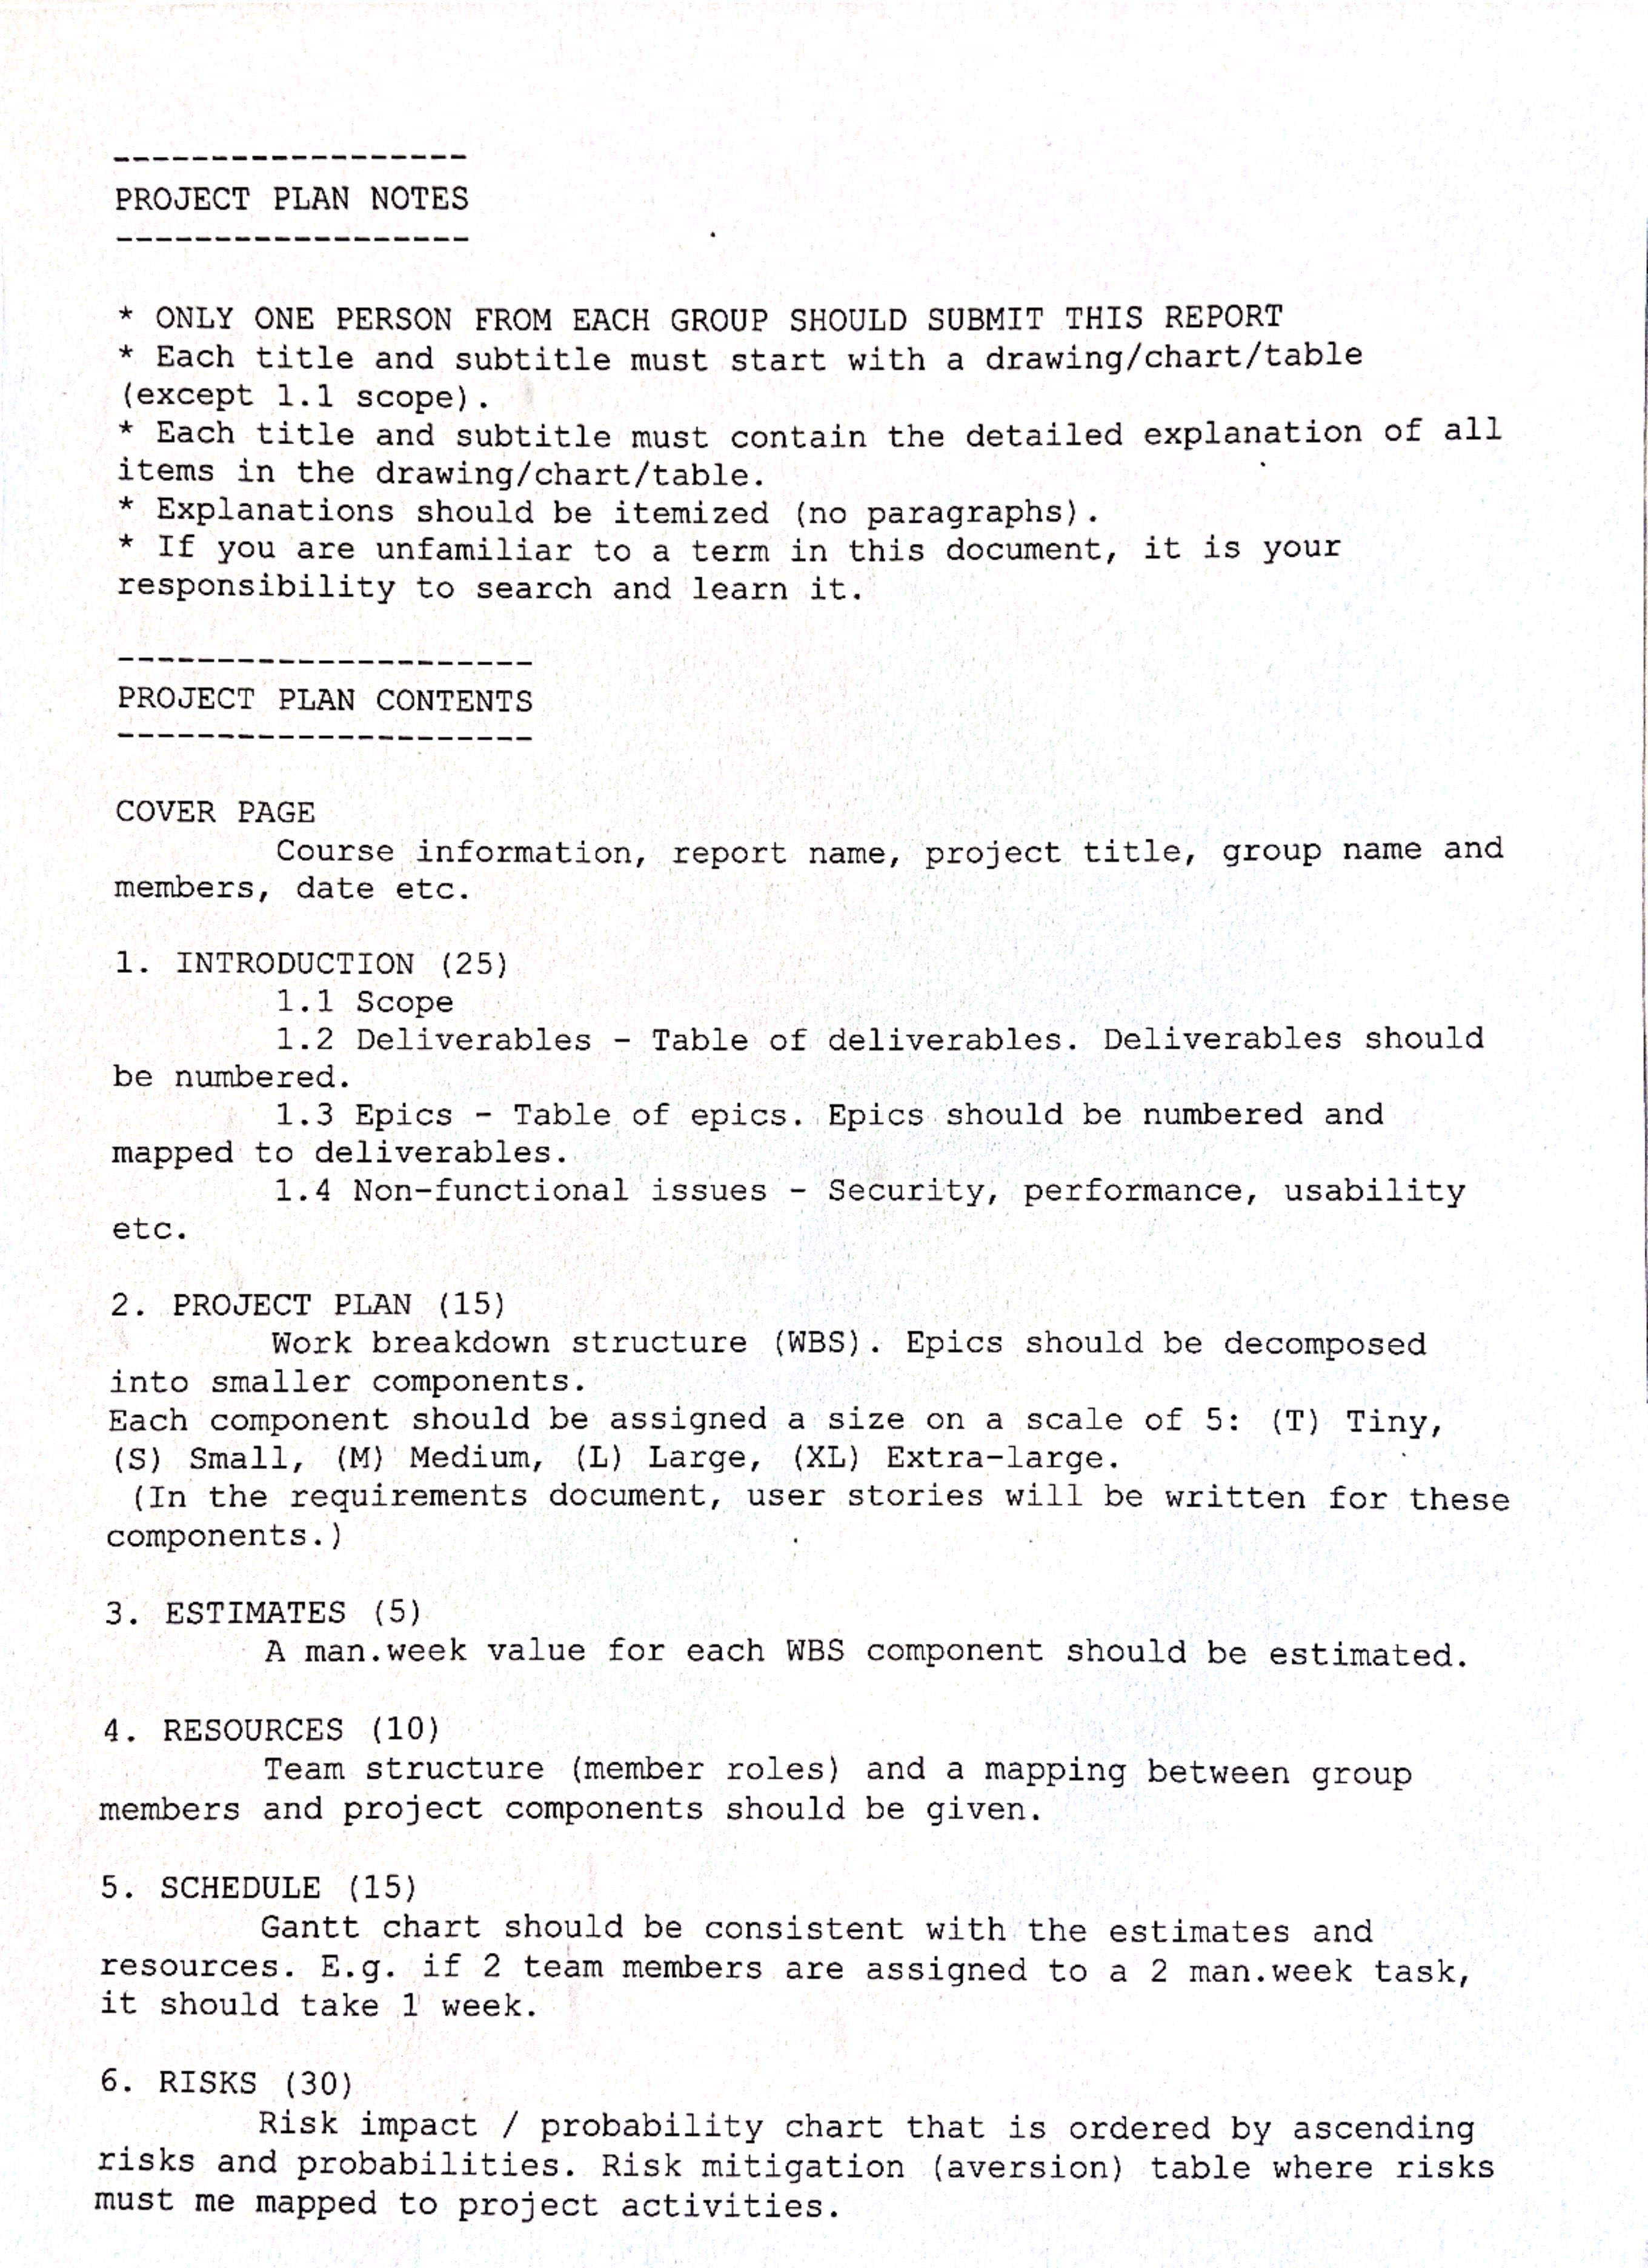 ------------------
PROJECT PLAN NOTES
------------------
* ONLY ONE PERSON FROM EACH GROUP SHOULD SUBMIT THIS REPORT
* Each title and subtitle must start with a drawing/chart/table
(except 1.1 scope).
* Each title and subtitle must contain the detailed explanation of all
items in the drawing/chart/table.
* Explanations should be itemized (no paragraphs).
* If you are unfamiliar to a term in this document, it is your
responsibility to search and learn it.
---------------------
PROJECT PLAN CONTENTS
---------------------
COVER PAGE
Course information, report name, project title, group name and
members, date etc.
1. INTRODUCTION (25)
1.1 Scope
1.2 Deliverables - Table of deliverables. Deliverables should
be numbered.
1.3 Epics - Table of epics. Epics should be numbered and
mapped to deliverables.
1.4 Non-functional issues - Security, performance, usability
etc.
2. PROJECT PLAN (15)
Work breakdown structure (WBS). Epics should be decomposed
into smaller components.
Each component should be assigned a size on a scale of 5: (T) Tiny,
(S) Small, (M) Medium, (L) Large, (XL) Extra-large.
(In the requirements document, user stories will be written for these
components.)
3. ESTIMATES (5)
A man.week value for each WBS component should be estimated.
4. RESOURCES (10)
Team structure (member roles) and a mapping between group
members and project components should be given.
5. SCHEDULE (15)
Gantt chart should be consistent with the estimates and
resources. E.g. if 2 team members are assigned to a 2 man.week task,
it should take 1 week.
6. RISKS (30)
Risk impact / probability chart that is ordered by ascending
risks and probabilities. Risk mitigation (aversion) table where risks
must me mapped to project activities.